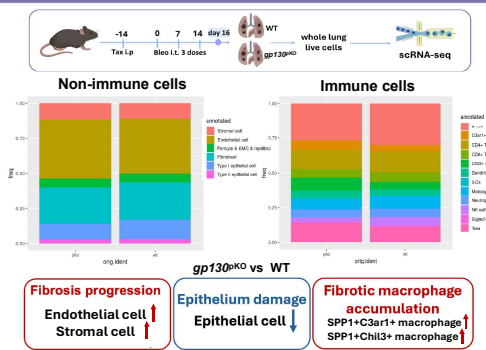 -14 0 7 14 day 16
Tax i.p Bleo i.t. 3 doses
WT
gp130pKO
whole lung
live cells
scRNA-seq
Non-immune cells
Immune cells
annotated
Stromal cell
Endothelial cell
Pericyte & SMC & myofibro
Fibroblast
Type I epithelial cell
Type II epithelial cell
freq
1.00
0.75
0.50
0.25
0.00
pko
wt
orig.ident
annotated
C3ar1+
CD4+ T
CD8+ T
Dendrit
ILCs
Monocy
Neutrop
NK cell
Siglecf+
Treg
freq
1.00
0.75
0.50
0.25
0.00
pko
wt
orig.ident
gp130pKO vs WT
Fibrosis progression
Endothelial cell ↑
Stromal cell ↑
Epithelium damage
Epithelial cell ↓
Fibrotic macrophage
accumulation
SPP1+C3ar1+ macrophage ↑
SPP1+Chil3+ macrophage ↑